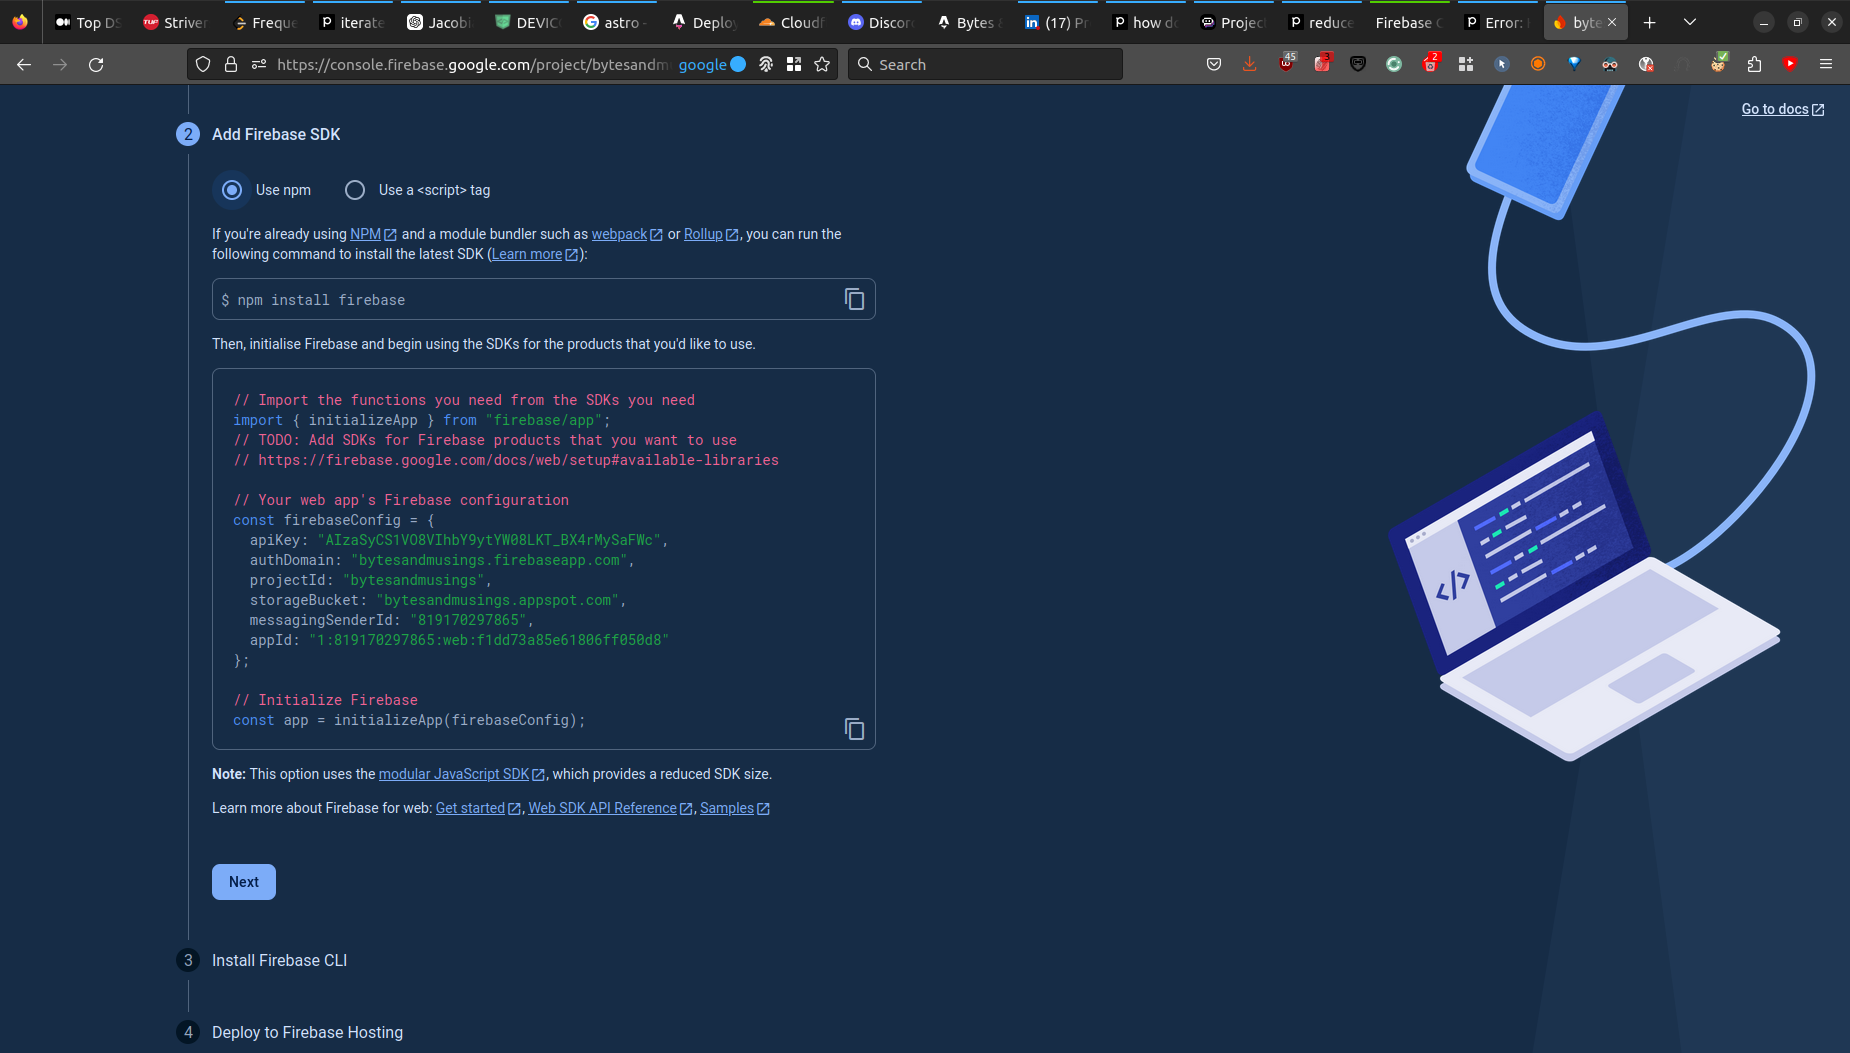 Top DS
Striver
Freque
iterate
Jacobi
DEVIC
astro -
Deploy
Cloudf
Discor
Bytes &
(17) Pr
how do
Projec
reduce
Firebase C
Error:
byte
https://console.firebase.google.com/project/bytesandm
google
Search
45
3
2
Go to docs
2 Add Firebase SDK
Use npm
Use a <script> tag
If you're already using NPM and a module bundler such as webpack or Rollup, you can run the
following command to install the latest SDK (Learn more):
$ npm install firebase
Then, initialise Firebase and begin using the SDKs for the products that you'd like to use.
// Import the functions you need from the SDKs you need
import { initializeApp } from "firebase/app";
// TODO: Add SDKs for Firebase products that you want to use
// https://firebase.google.com/docs/web/setup#available-libraries
// Your web app's Firebase configuration
const firebaseConfig = {
apiKey: "AIzaSyCS1VO8VIhbY9ytYW08LKT_BX4rMySaFWc",
authDomain: "bytesandmusings.firebaseapp.com",
projectId: "bytesandmusings",
storageBucket: "bytesandmusings.appspot.com",
messagingSenderId: "819170297865",
appId: "1:819170297865:web:f1dd73a85e61806ff050d8"
};
// Initialize Firebase
const app = initializeApp(firebaseConfig);
Note: This option uses the modular JavaScript SDK, which provides a reduced SDK size.
Learn more about Firebase for web: Get started, Web SDK API Reference, Samples
Next
3 Install Firebase CLI
4 Deploy to Firebase Hosting